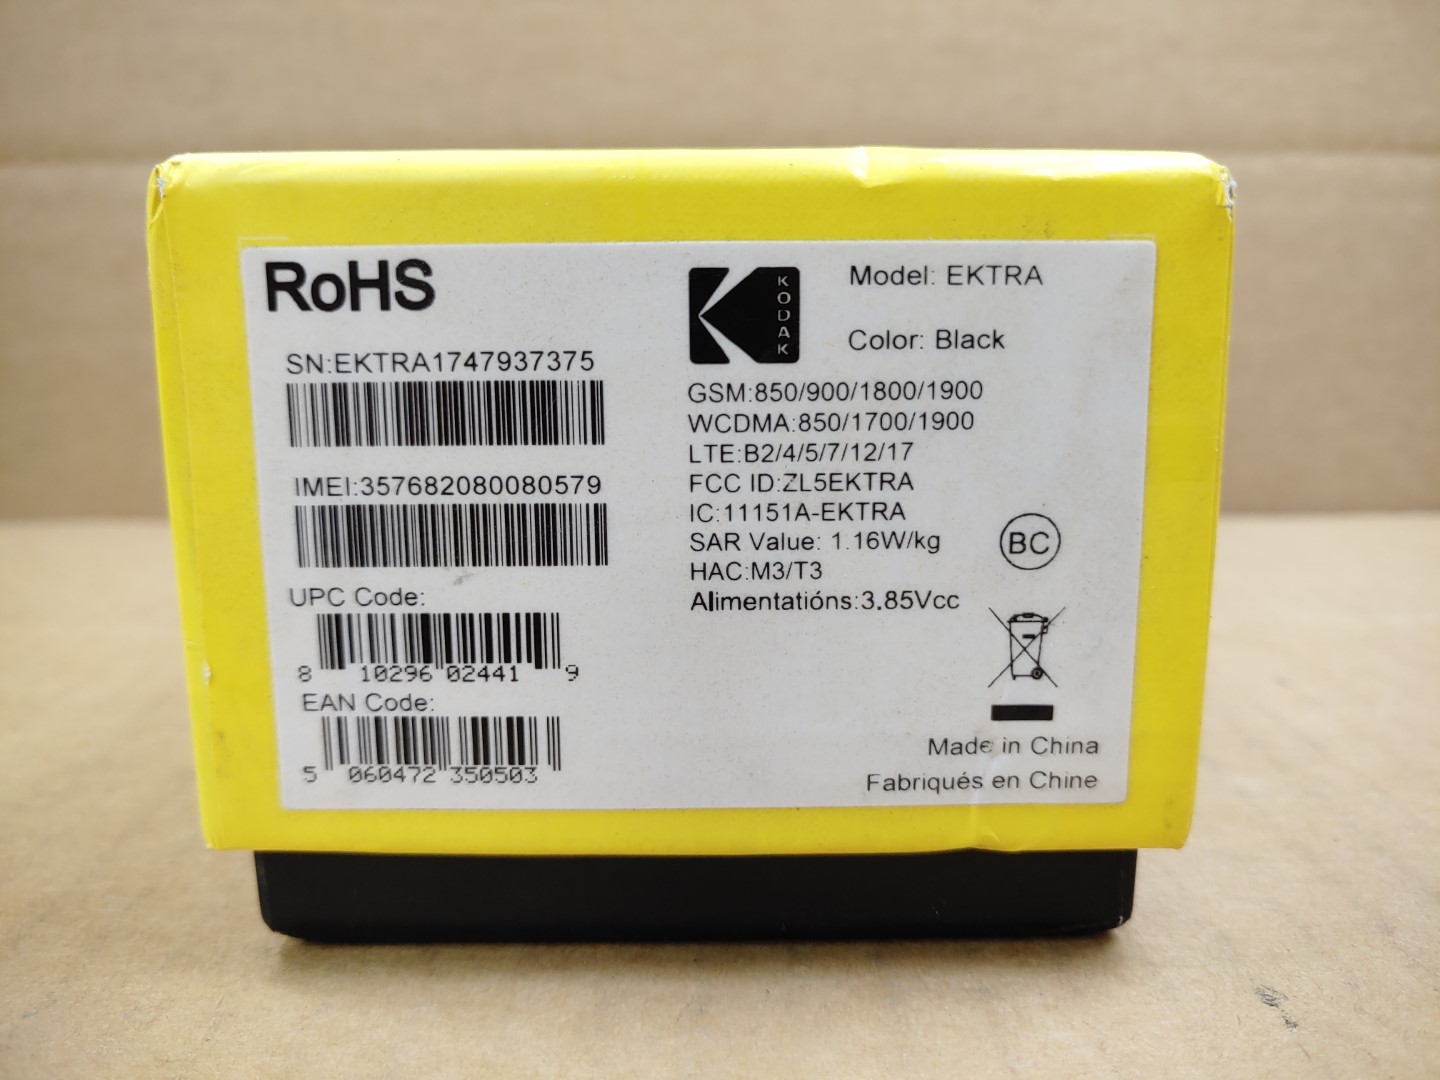 RoHS
SN:EKTRA1747937375
IMEI:357682080080579
UPC Code:
8 10296 02441 9
EAN Code:
5 060472 350503
KODAK
Model: EKTRA
Color: Black
GSM:850/900/1800/1900
WCDMA:850/1700/1900
LTE:B2/4/5/7/12/17
FCC ID:ZL5EKTRA
IC:11151A-EKTRA
SAR Value: 1.16W/kg
HAC:M3/T3
Alimentatións:3.85Vcc
BC
Made in China
Fabriqués en Chine